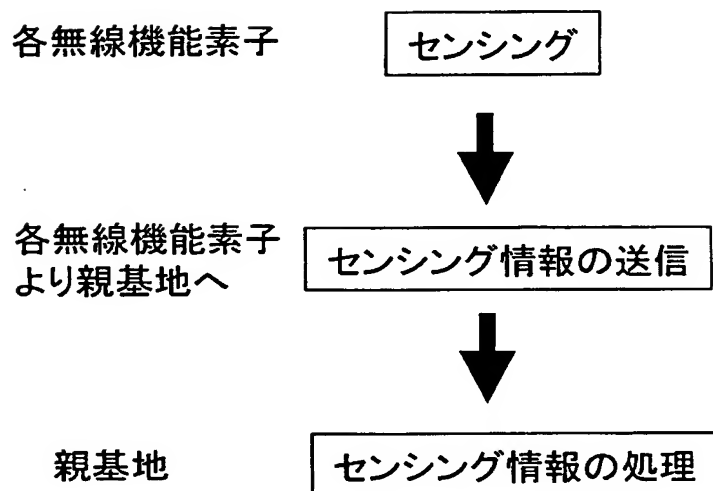 各無線機能素子
センシング
各無線機能素子
より親基地へ
センシング情報の送信
親基地
センシング情報の処理